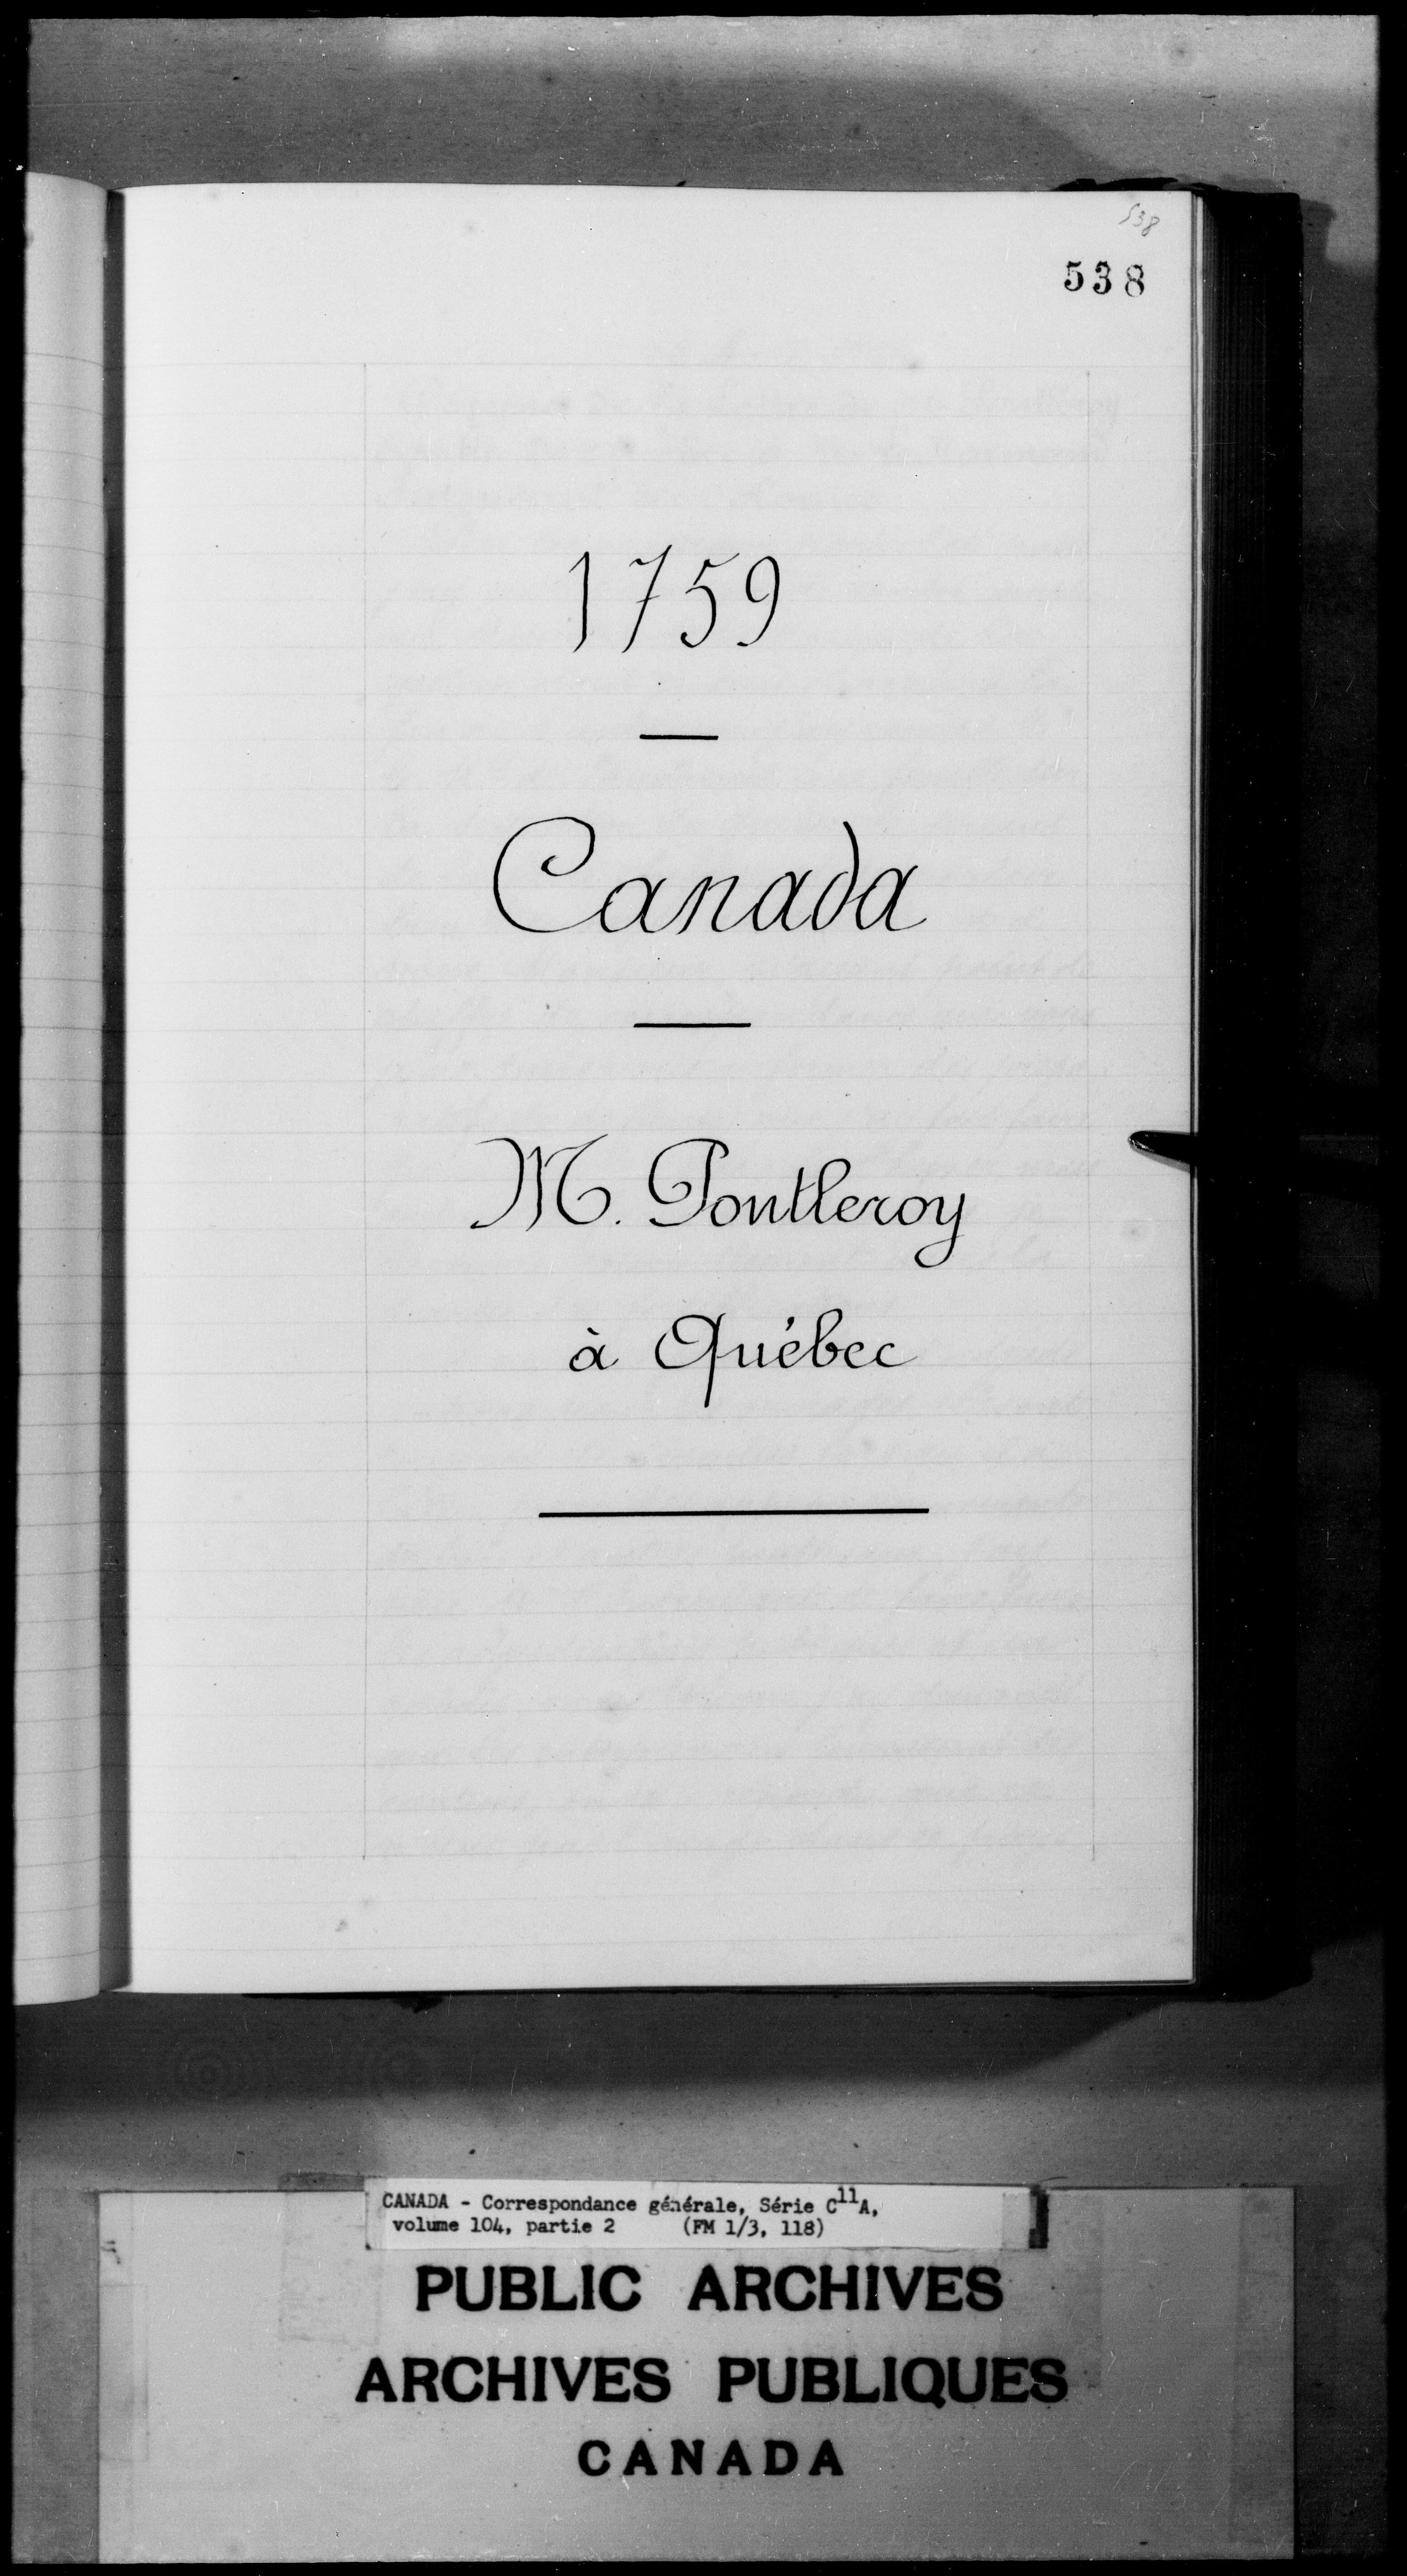 538
538
1759
Canada
M. Pontleroy
à Québec
CANADA - Correspondance générale, Série C11A,
volume 104, partie 2 (FM 1/3, 118)
PUBLIC ARCHIVES
ARCHIVES PUBLIQUES
CANADA